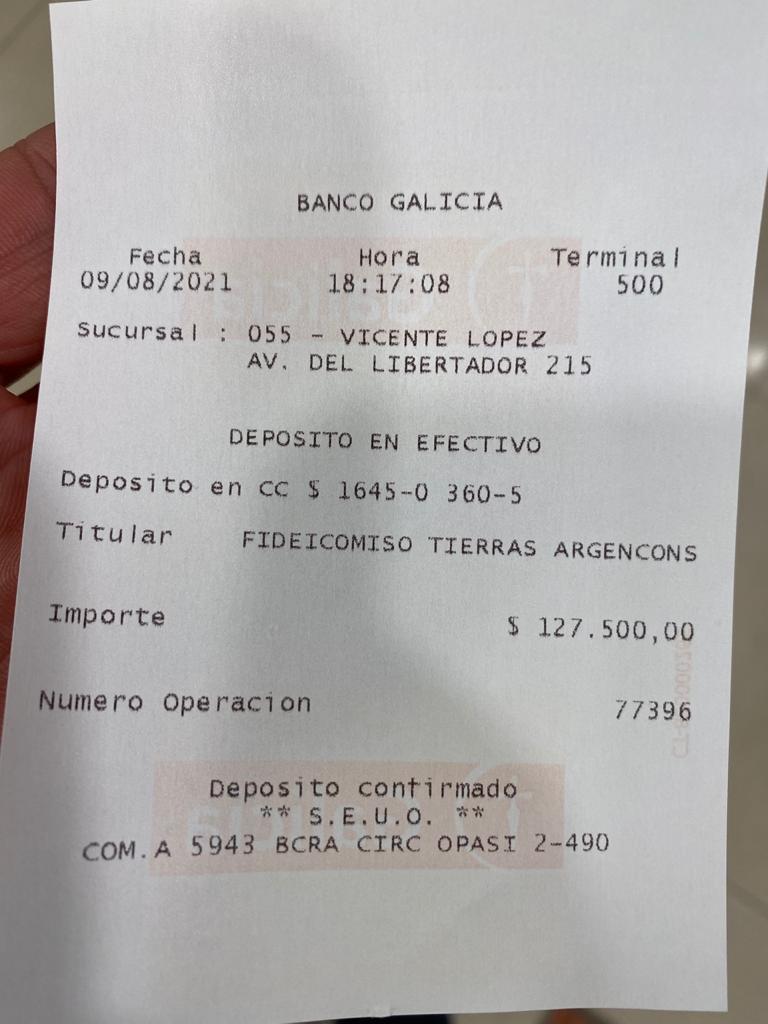 BANCO GALICIA
Fecha Hora Terminal
09/08/2021 18:17:08 500
Sucursal : 055 - VICENTE LOPEZ
AV. DEL LIBERTADOR 215
DEPOSITO EN EFECTIVO
Deposito en CC $ 1645-0 360-5
Titular FIDEICOMISO TIERRAS ARGENCONS
Importe $ 127.500,00
Numero Operacion 77396
Deposito confirmado
** S.E.U.O. **
COM.A 5943 BCRA CIRC OPASI 2-490